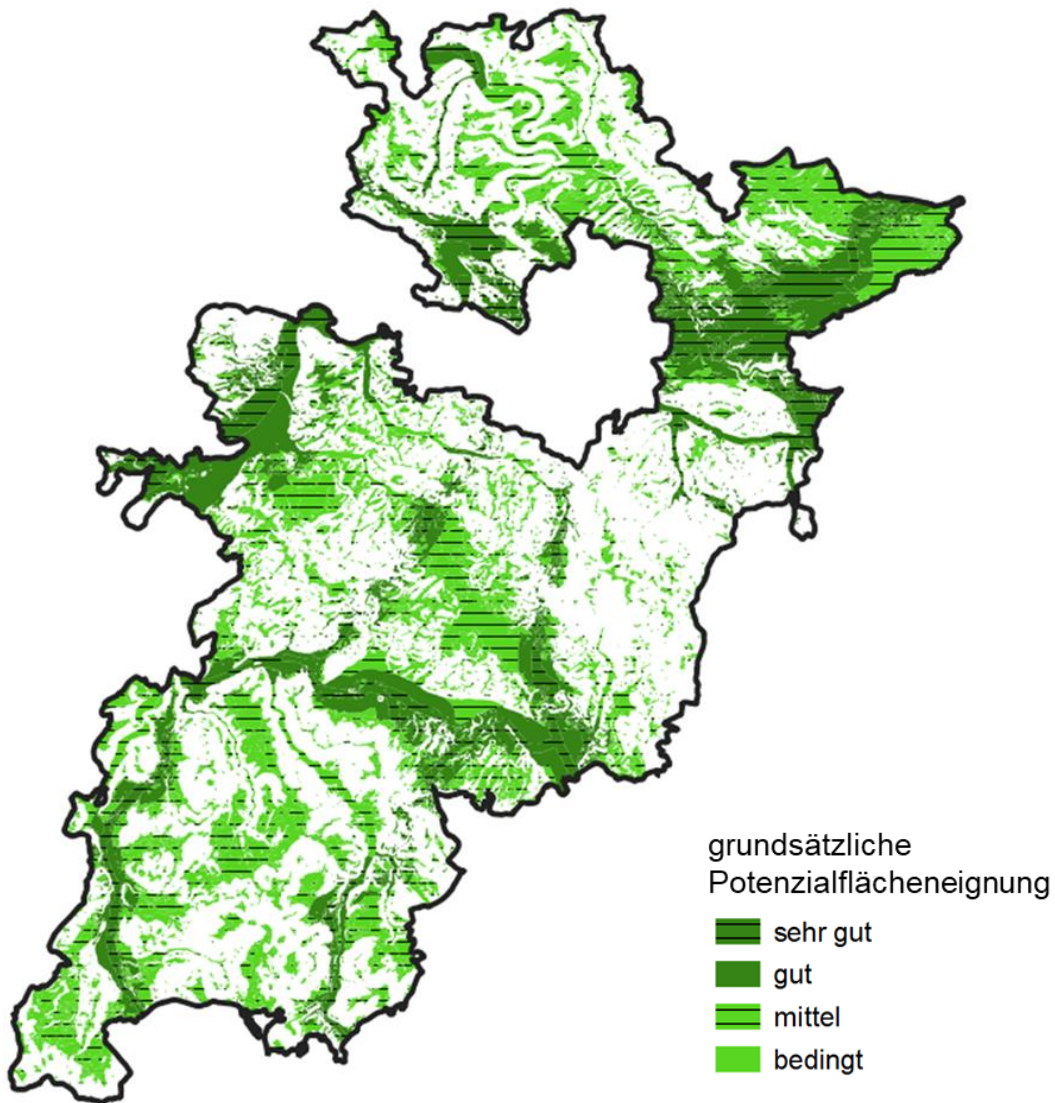 grundsätzliche
Potenzialflächeneignung
sehr gut
gut
mittel
bedingt